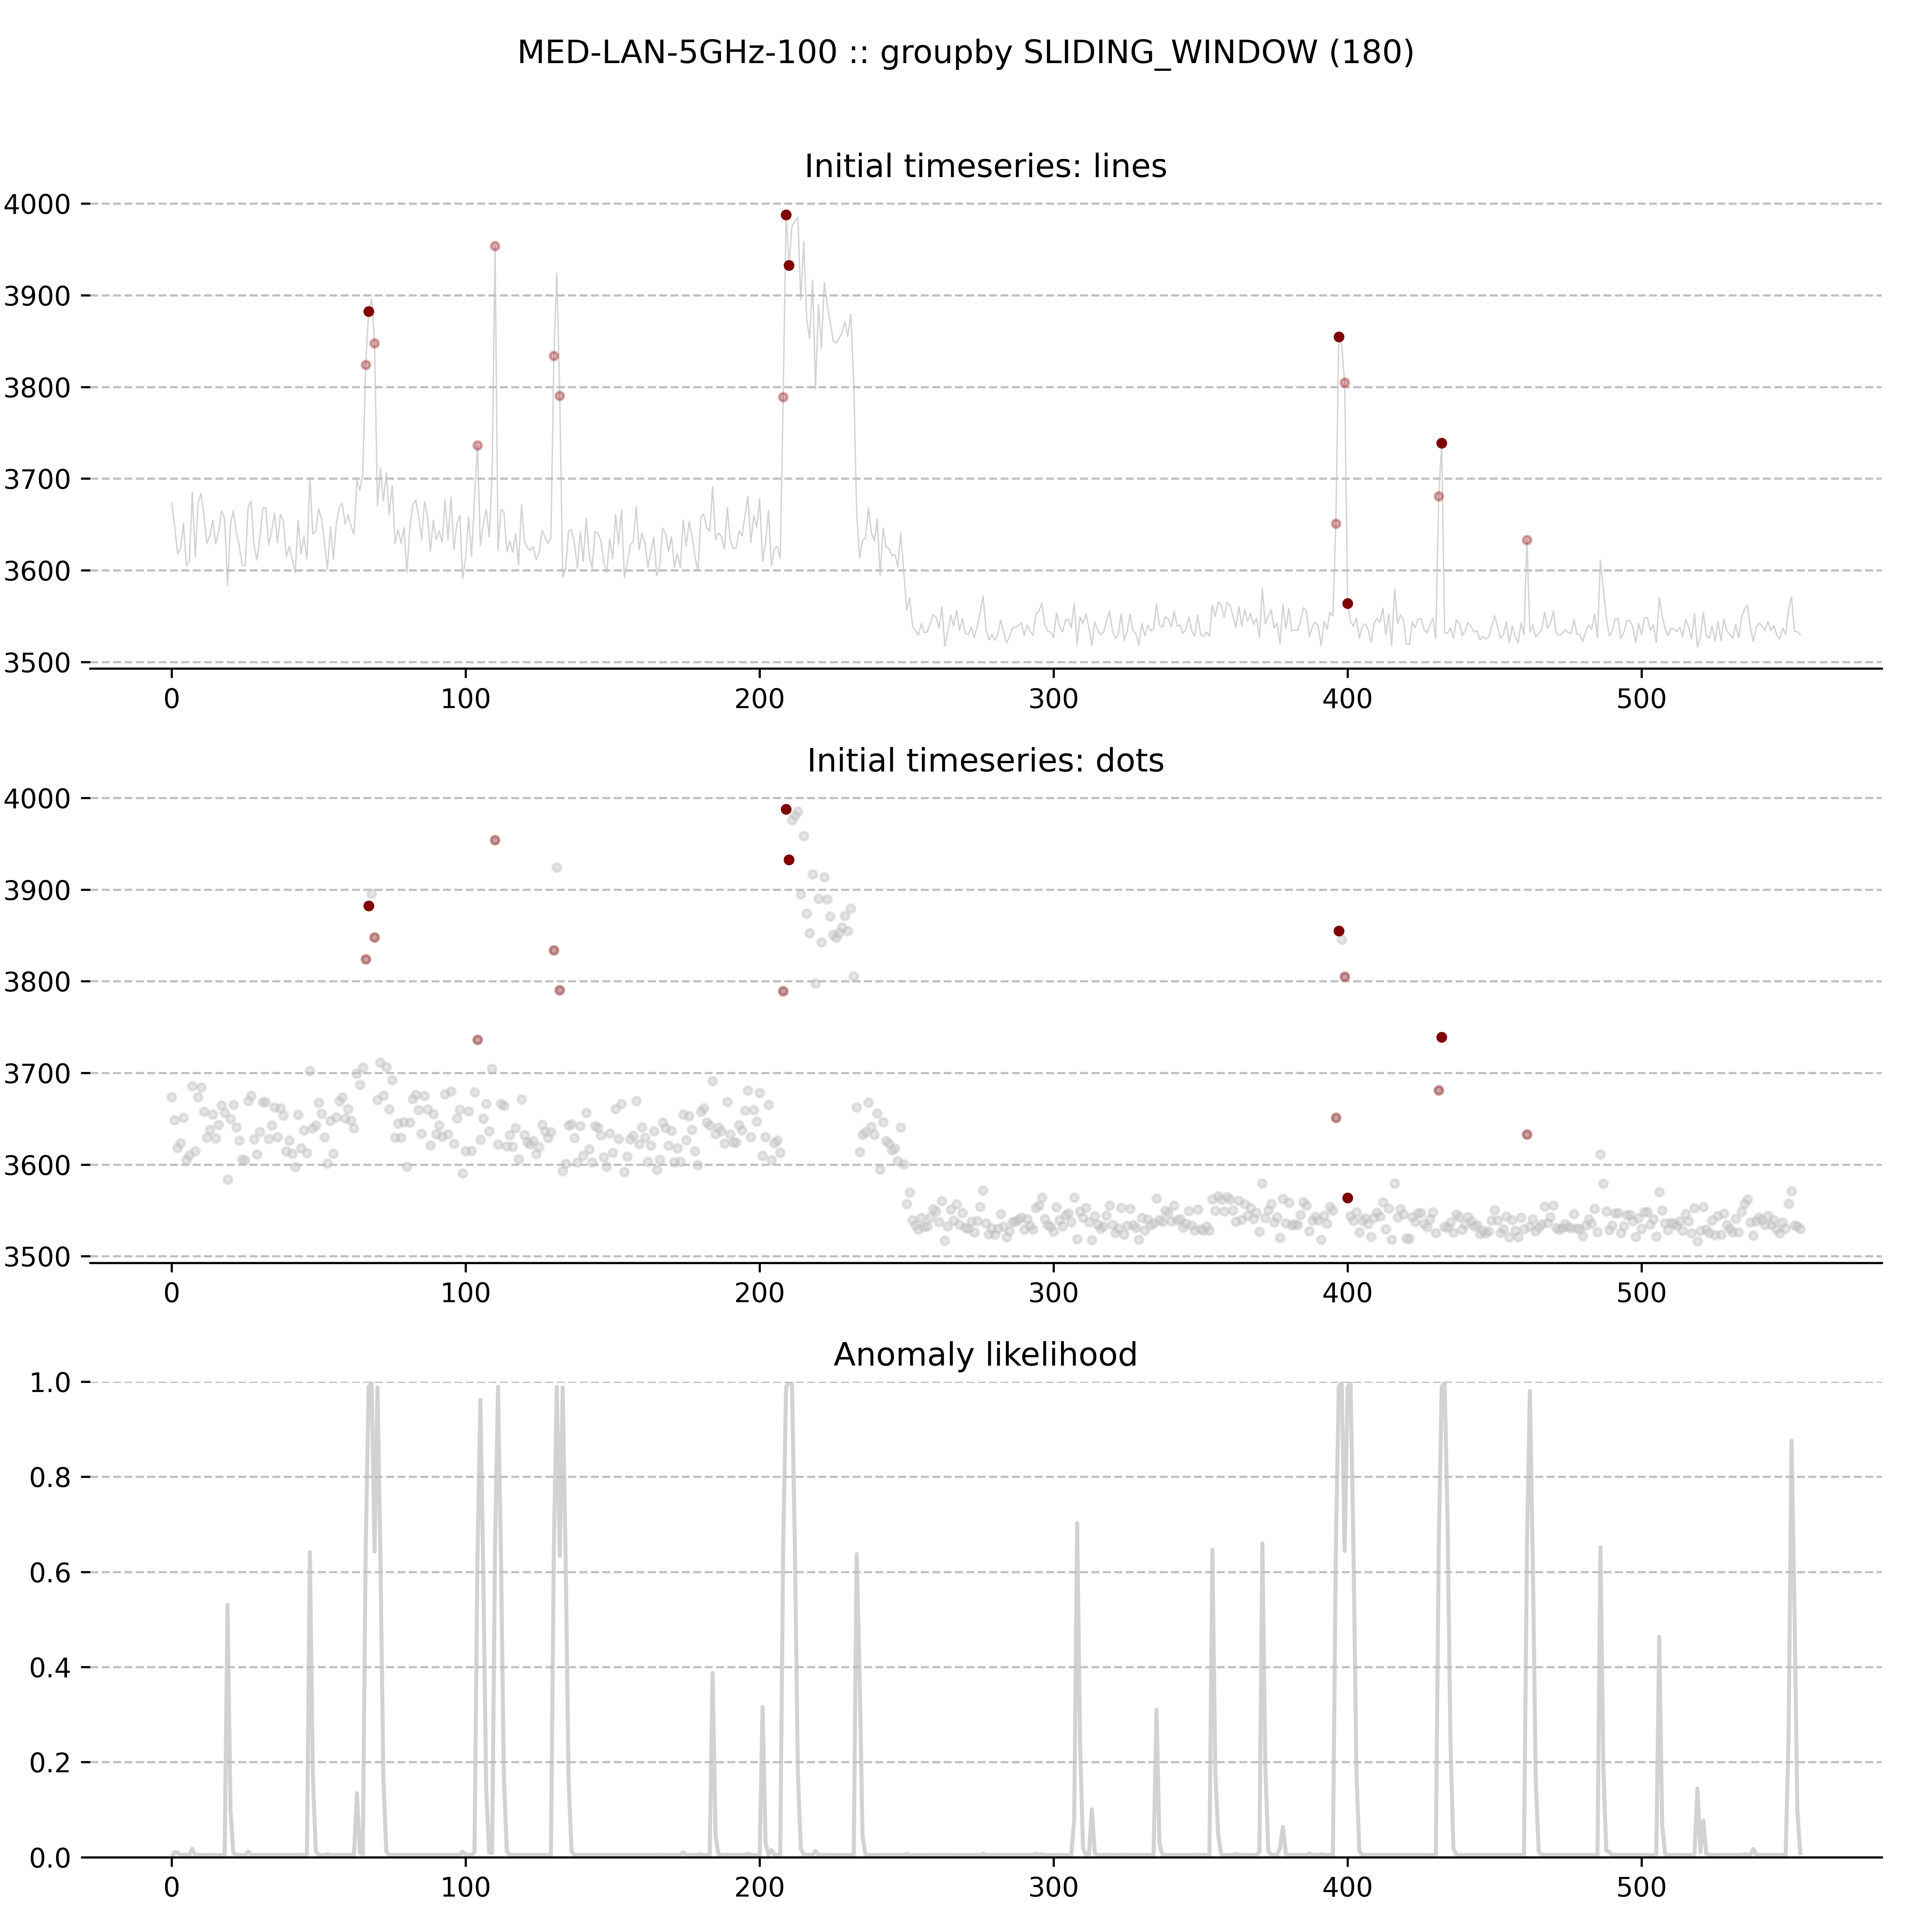 MED-LAN-5GHz-100 :: groupby SLIDING_WINDOW (180)
Initial timeseries: lines
4000
3900
3800
3700
3600
3500
0 100 200 300 400 500
Initial timeseries: dots
4000
3900
3800
3700
3600
3500
0 100 200 300 400 500
Anomaly likelihood
1.0
0.8
0.6
0.4
0.2
0.0
0 100 200 300 400 500